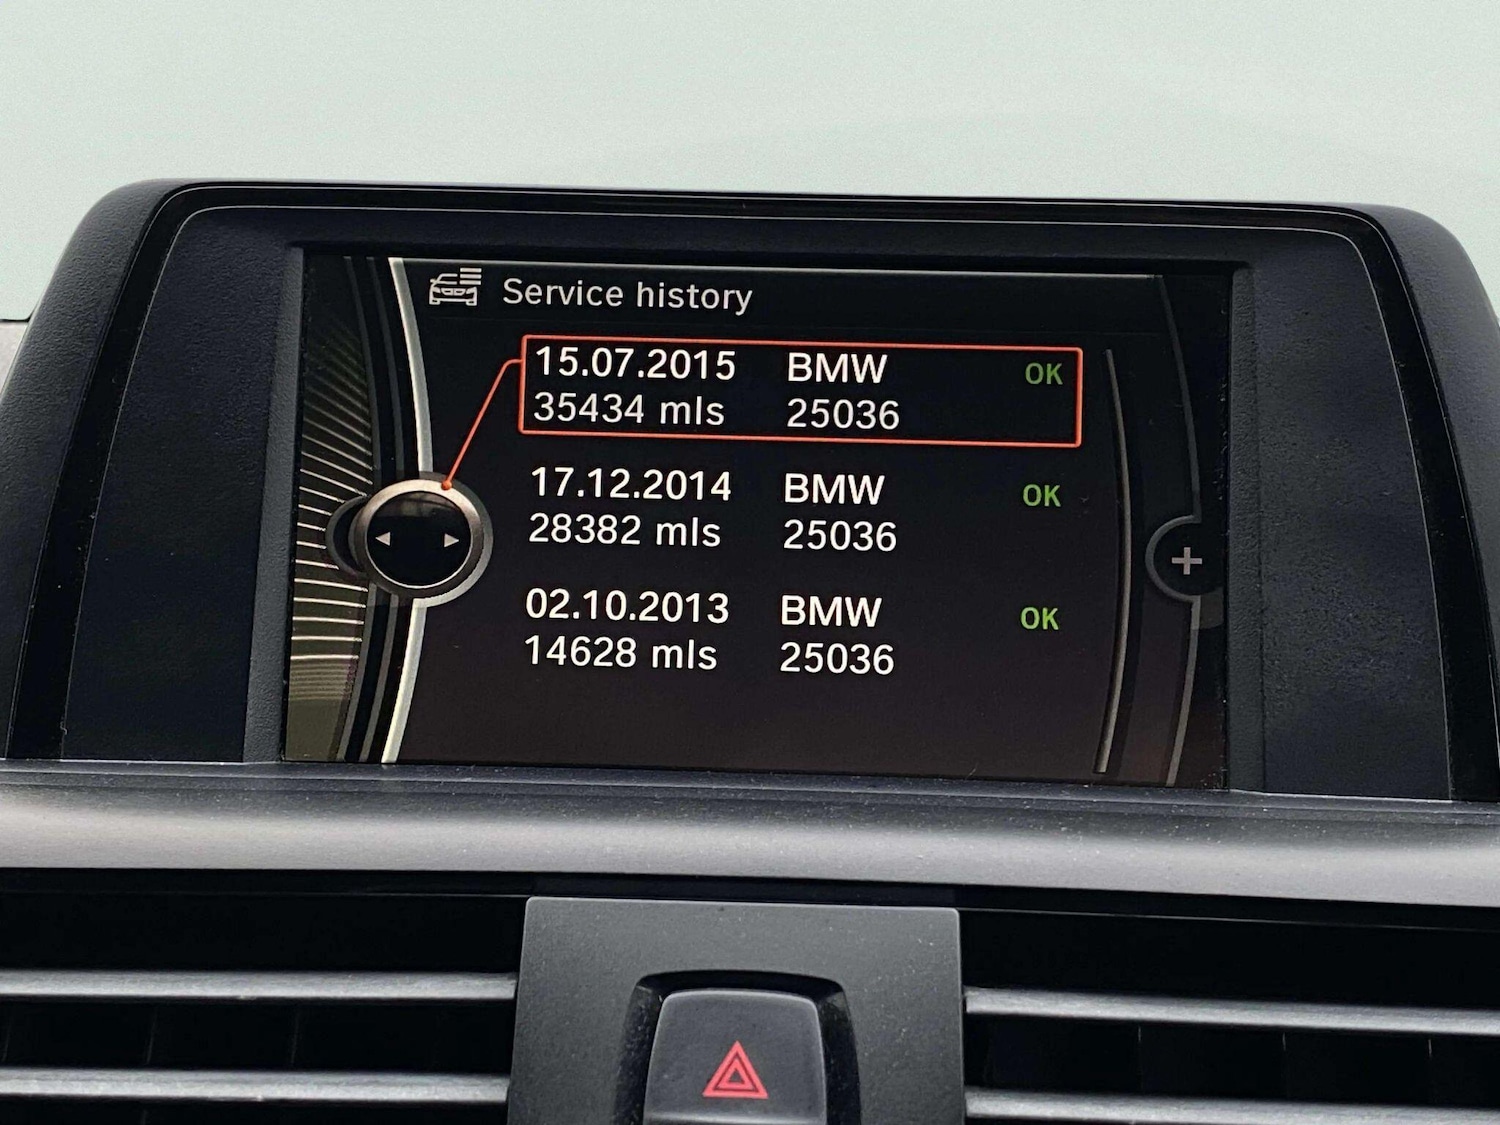 Service history
15.07.2015 BMW OK
35434 mls 25036
17.12.2014 BMW OK
28382 mls 25036
02.10.2013 BMW OK
14628 mls 25036